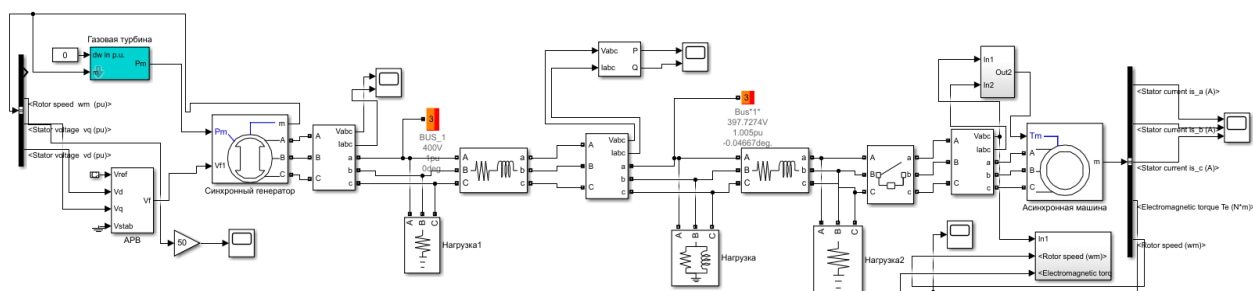 Газовая турбина
0
dw in p.u.
Pm
<Rotor speed wm (pu)>
<Stator voltage vq (pu)>
<Stator voltage vd (pu)>
Vref
Vd
Vq
Vstab
Vf
АРВ
50
Pm
Vf1
m
A
B
C
Синхронный генератор
A
B
C
Vabc
Iabc
a
b
c
3
BUS_1
400V
1pu
0deg
A B C
Нагрузка1
A
B
C
a
b
c
Vabc
Iabc
P
Q
A
B
C
Vabc
Iabc
a
b
c
3
Bus"1"
397.7274V
1.005pu
-0.04667deg.
A B C
Нагрузка
A
B
C
a
b
c
A B C
Нагрузка2
A
B
C
a
b
c
In1
In2
Out2
A
B
C
Vabc
Iabc
a
b
c
Tm
A
B
C
m
Асинхронная машина
<Stator current is_a (A)>
<Stator current is_b (A)>
<Stator current is_c (A)>
<Electromagnetic torque Te (N*m)>
<Rotor speed (wm)>
In1
<Rotor speed (wm)>
<Electromagnetic torq